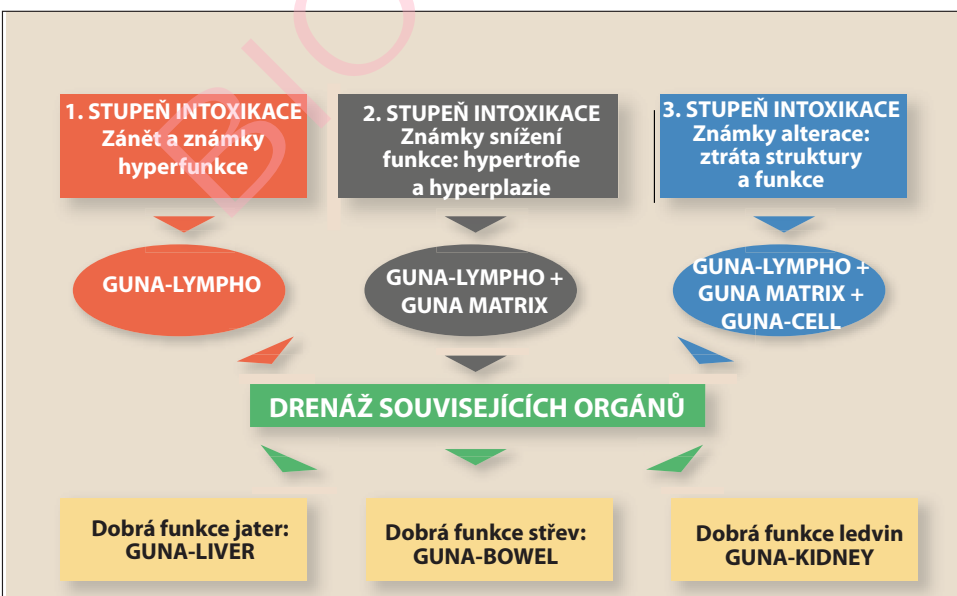 1. STUPEŇ INTOXIKACE
Zánět a známky
hyperfunkce
2. STUPEŇ INTOXIKACE
Známky snížení
funkce: hypertrofie
a hyperplazie
3. STUPEŇ INTOXIKACE
Známky alterace:
ztráta struktury
a funkce
GUNA-LYMPHO
GUNA-LYMPHO +
GUNA MATRIX
GUNA-LYMPHO +
GUNA MATRIX +
GUNA-CELL
DRENÁŽ SOUVISEJÍCÍCH ORGÁNŮ
Dobrá funkce jater:
GUNA-LIVER
Dobrá funkce střev:
GUNA-BOWEL
Dobrá funkce ledvin
GUNA-KIDNEY
BIO